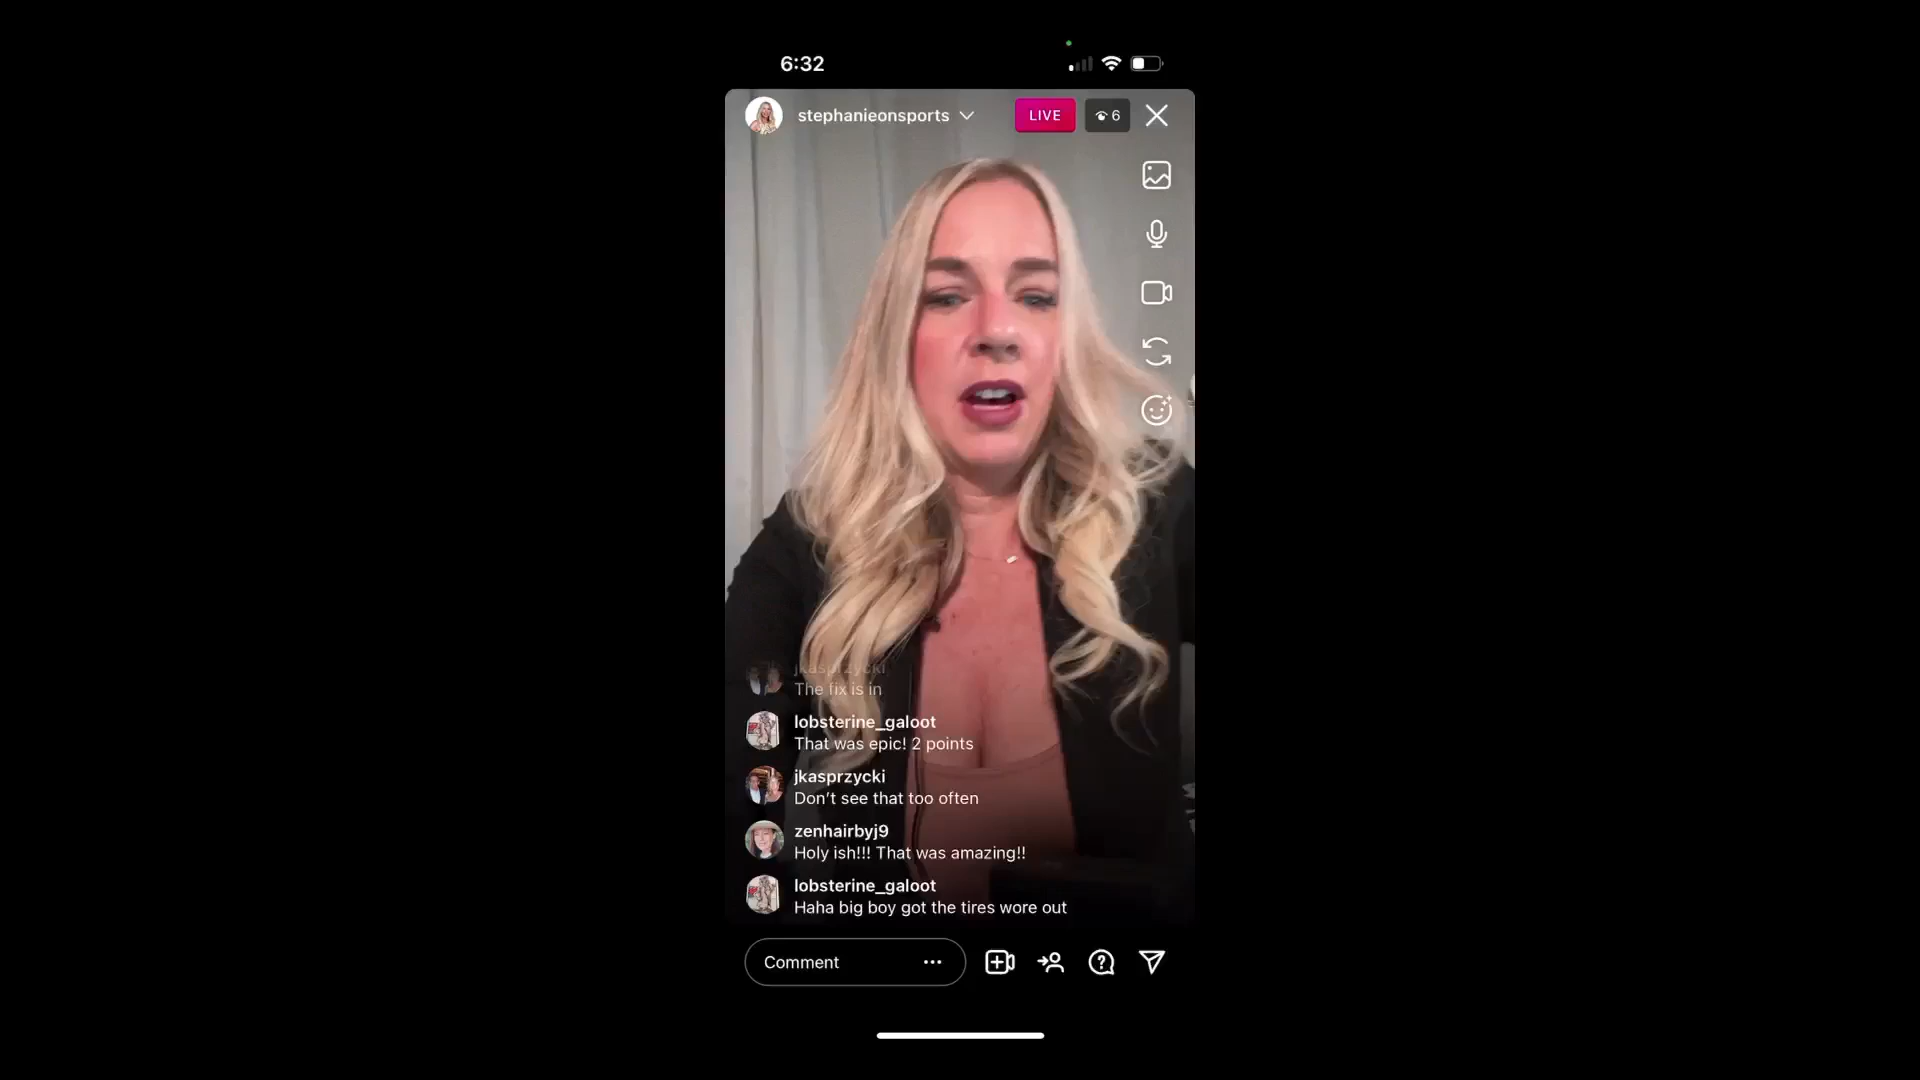 6:32
stephanieonsports
LIVE
6
jkasprzycki
The fix is in
lobsterine_galoot
That was epic! 2 points
jkasprzycki
Don't see that too often
zenhairbyj9
Holy ish!!! That was amazing!!
lobsterine_galoot
Haha big boy got the tires wore out
Comment